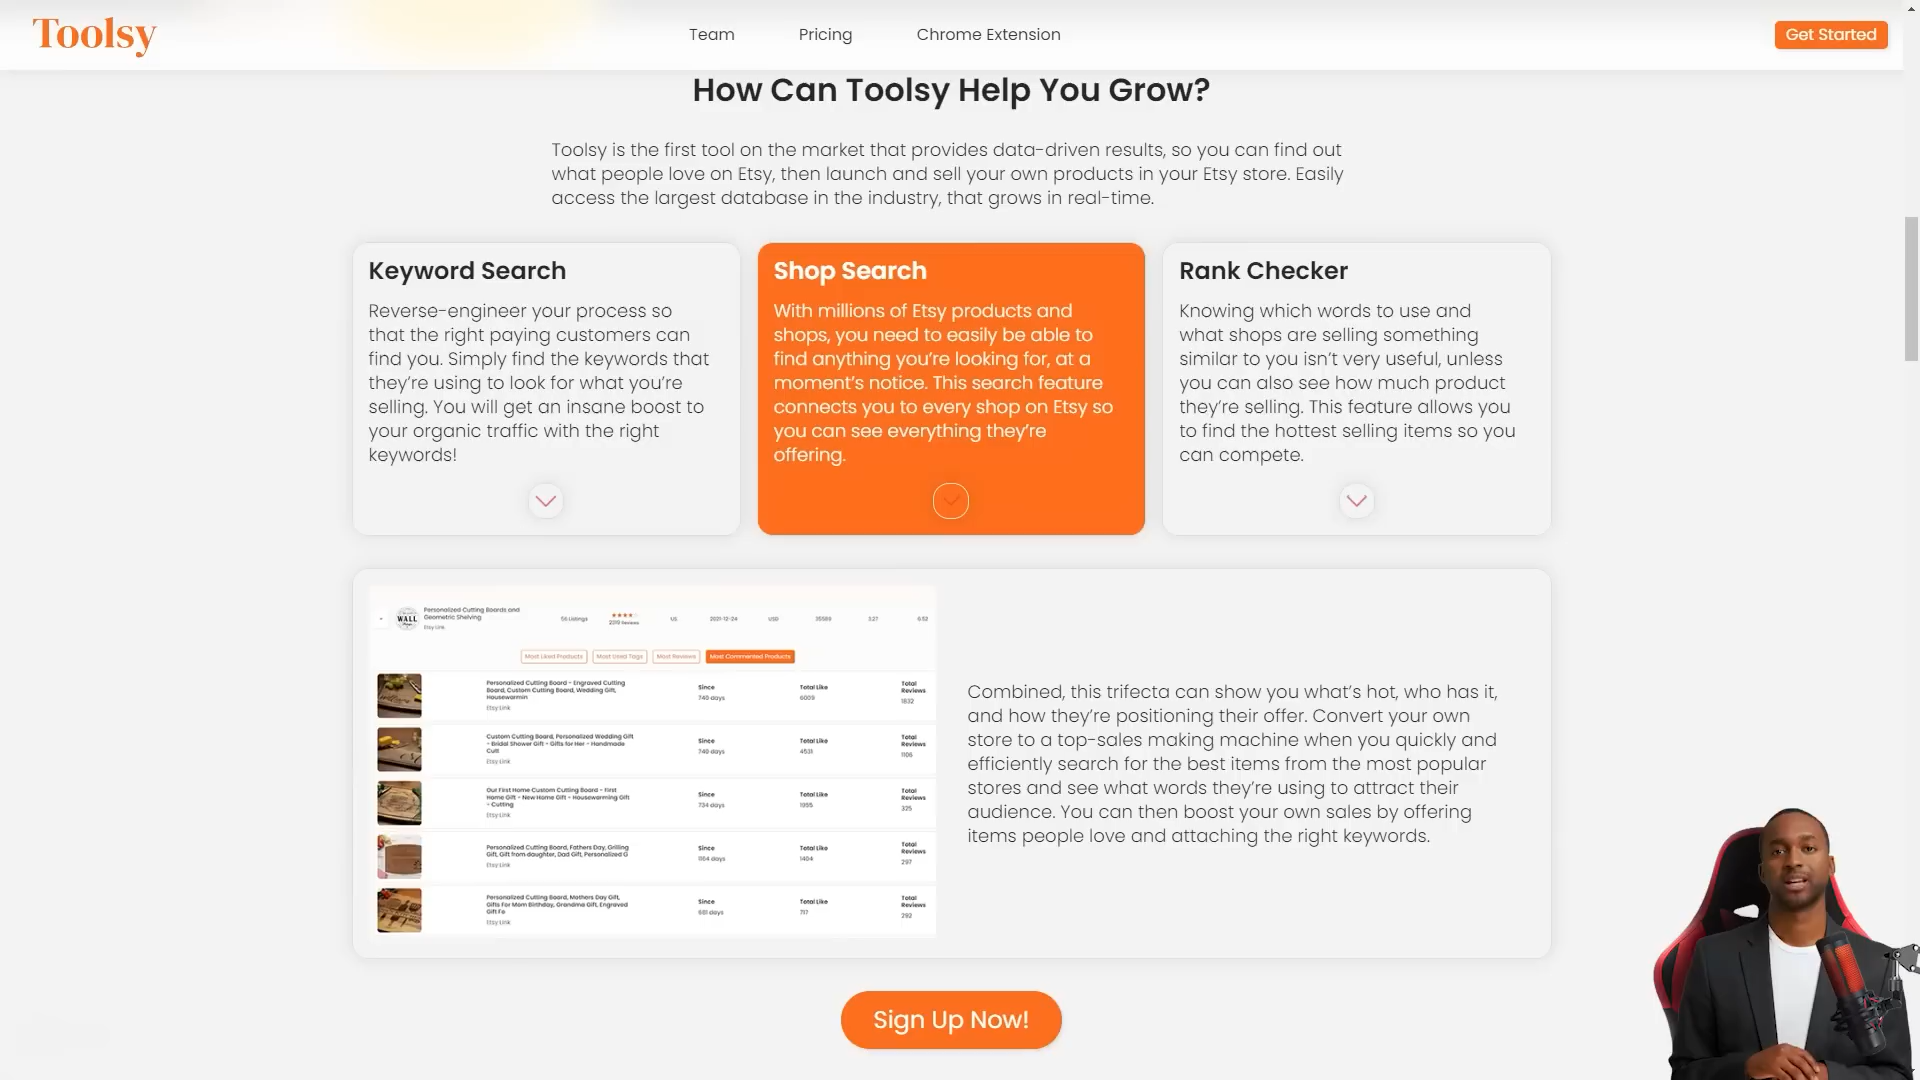 Toolsy
Team
Pricing
Chrome Extension
Get Started
How Can Toolsy Help You Grow?
Toolsy is the first tool on the market that provides data-driven results, so you can find out
what people love on Etsy, then launch and sell your own products in your Etsy store. Easily
access the largest database in the industry, that grows in real-time.
Keyword Search
Reverse-engineer your process so
that the right paying customers can
find you. Simply find the keywords that
they're using to look for what you're
selling. You will get an insane boost to
your organic traffic with the right
keywords!
Shop Search
With millions of Etsy products and
shops, you need to easily be able to
find anything you're looking for, at a
moment's notice. This search feature
connects you to every shop on Etsy so
you can see everything they're
offering.
Rank Checker
Knowing which words to use and
what shops are selling something
similar to you isn't very useful, unless
you can also see how much product
they're selling. This feature allows you
to find the hottest selling items so you
can compete.
WALL
Personalized Cutting Boards and
Geometric Shelving
Etsy Link
56 Listings
2370 Reviews
US
2021-12-24
USD
35589
3.27
6.52
Most Liked Products
Most Used Tags
Most Reviews
Most Commented Products
Personalized Cutting Board - Engraved Cutting
Board, Custom Cutting Board, Wedding Gift,
Housewarmin
Etsy Link
Since
740 days
Total Like
6009
Total
Reviews
1832
Custom Cutting Board, Personalized Wedding Gift
- Bridal Shower Gift - Gifts for Her - Handmade
Cutt
Etsy Link
Since
740 days
Total Like
4531
Total
Reviews
1106
Our First Home Custom Cutting Board - First
Home Gift - New Home Gift - Housewarming Gift
- Cutting
Etsy Link
Since
734 days
Total Like
1995
Total
Reviews
325
Personalized Cutting Board, Fathers Day, Grilling
Gift, Gift from daughter, Dad Gift, Personalized G
Etsy Link
Since
1164 days
Total Like
1404
Total
Reviews
297
Personalized Cutting Board, Mothers Day Gift,
Gifts For Mom Birthday, Grandma Gift, Engraved
Gift Fo
Etsy Link
Since
681 days
Total Like
717
Total
Reviews
292
Combined, this trifecta can show you what's hot, who has it,
and how they're positioning their offer. Convert your own
store to a top-sales making machine when you quickly and
efficiently search for the best items from the most popular
stores and see what words they're using to attract their
audience. You can then boost your own sales by offering
items people love and attaching the right keywords.
Sign Up Now!